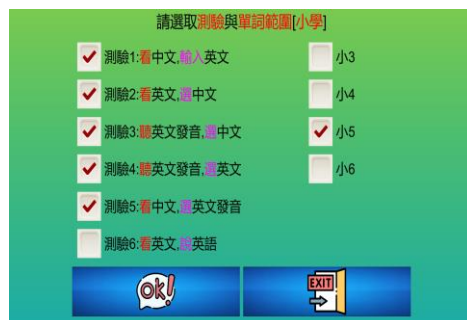 請選取測驗與單詞範圍[小學]
測驗1:看中文,輸入英文
小3
測驗2:看英文,選中文
小4
測驗3:聽英文發音,選中文
小5
測驗4:聽英文發音,選英文
小6
測驗5:看中文,選英文發音
測驗6:看英文,說英語
ok!
EXIT